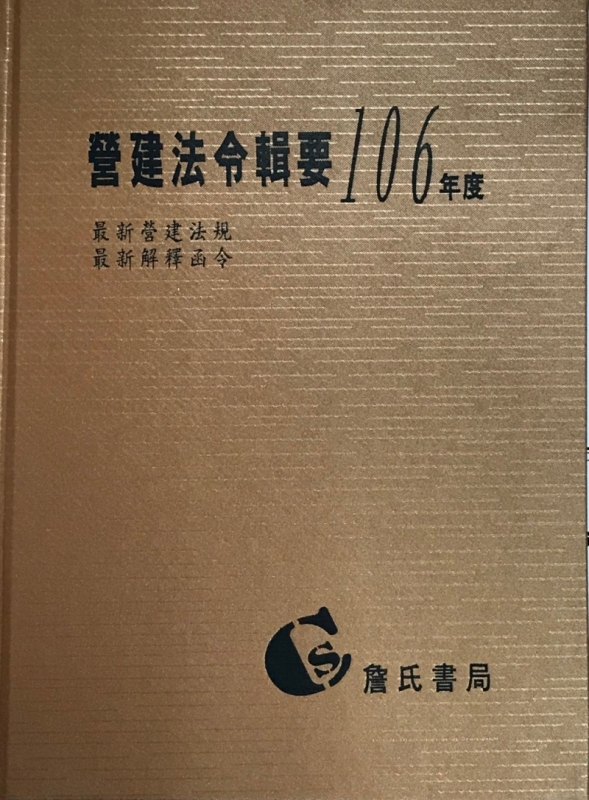 營建法令輯要106年度
最新營建法規
最新解釋函令
CS
詹氏書局